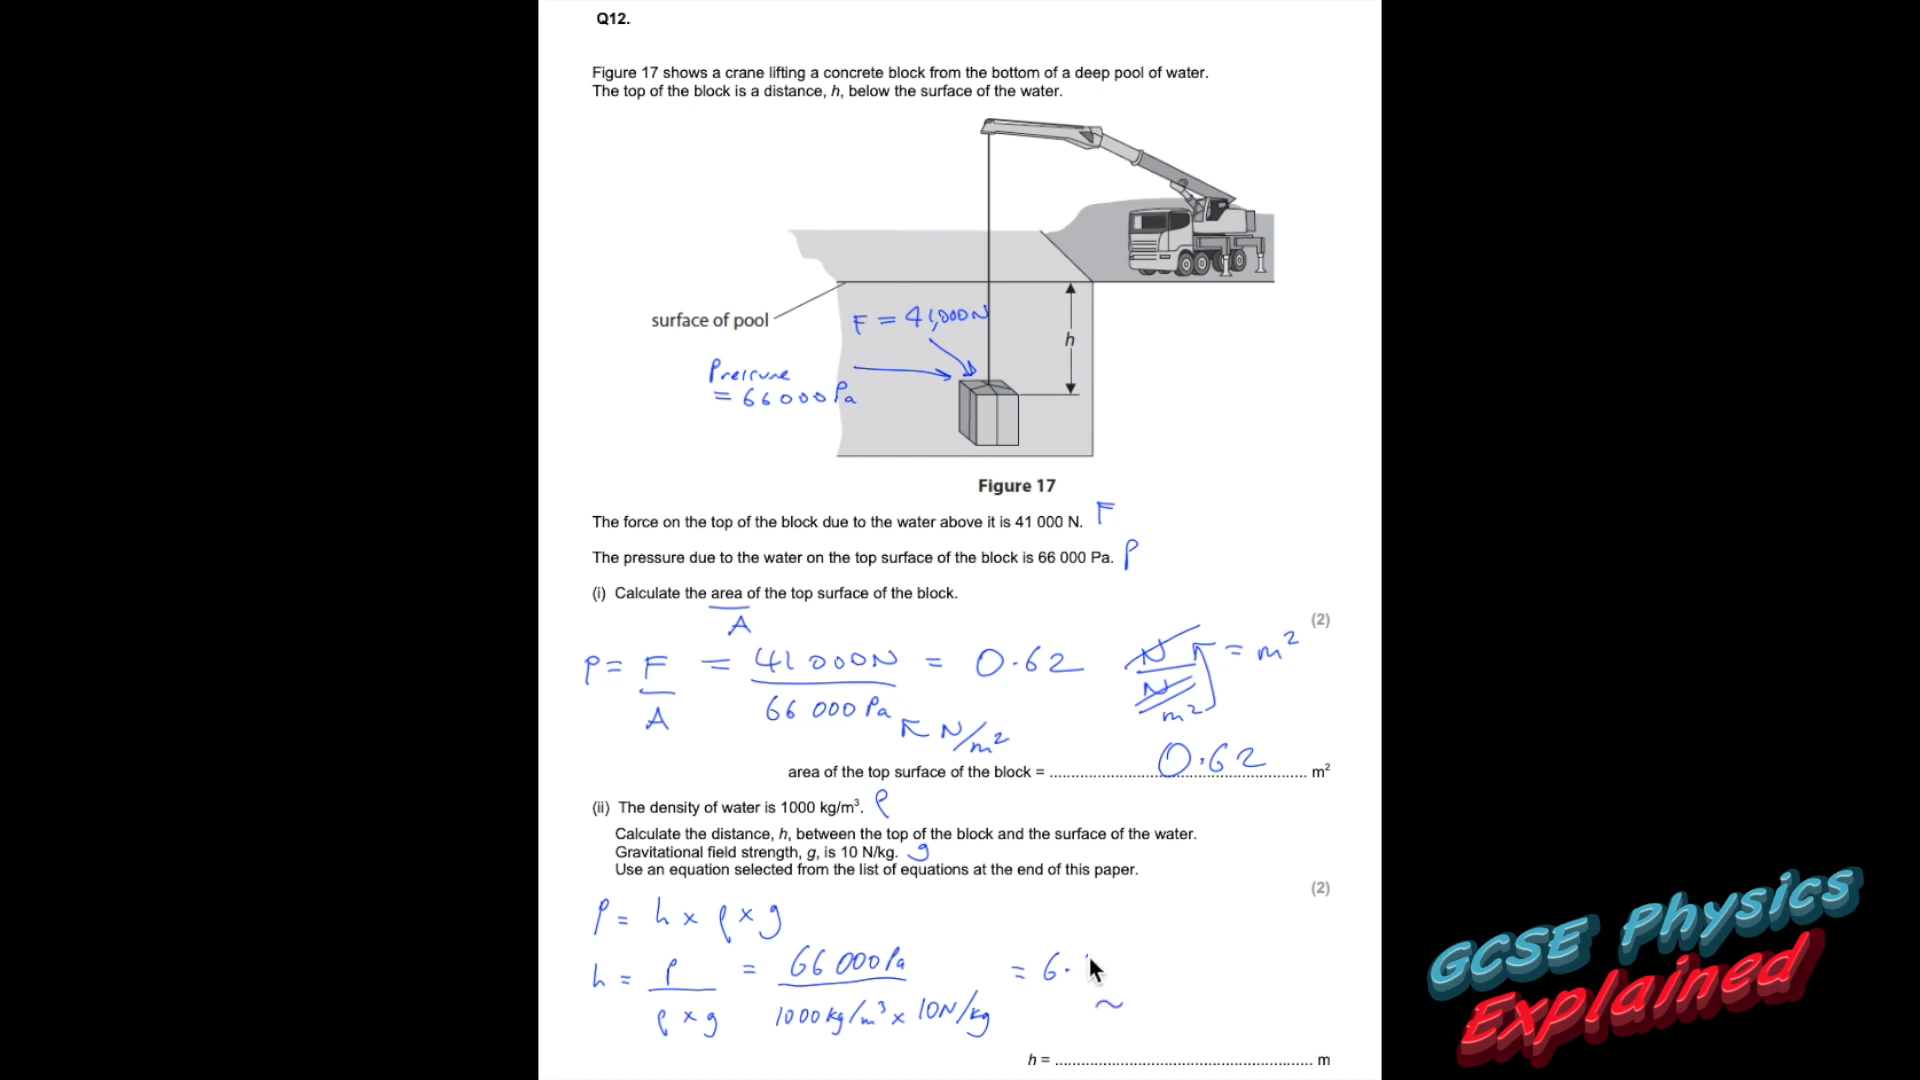 Q12.
Figure 17 shows a crane lifting a concrete block from the bottom of a deep pool of water.
The top of the block is a distance, h, below the surface of the water.
surface of pool
F = 41,000N
h
Pressure
= 66000 Pa
Figure 17
The force on the top of the block due to the water above it is 41 000 N. F
The pressure due to the water on the top surface of the block is 66 000 Pa. P
(i) Calculate the area of the top surface of the block.
A
(2)
P = F/A = 41 000N / 66 000 Pa = 0.62 N / N/m² = m²
N/m²
area of the top surface of the block = 0.62 m²
(ii) The density of water is 1000 kg/m³. ρ
Calculate the distance, h, between the top of the block and the surface of the water.
Gravitational field strength, g, is 10 N/kg. g
Use an equation selected from the list of equations at the end of this paper.
(2)
P = h × ρ × g
h = P / ρ × g = 66 000 Pa / 1000 kg/m³ × 10N/kg = 6.
h = m
GCSE Physics
Explained